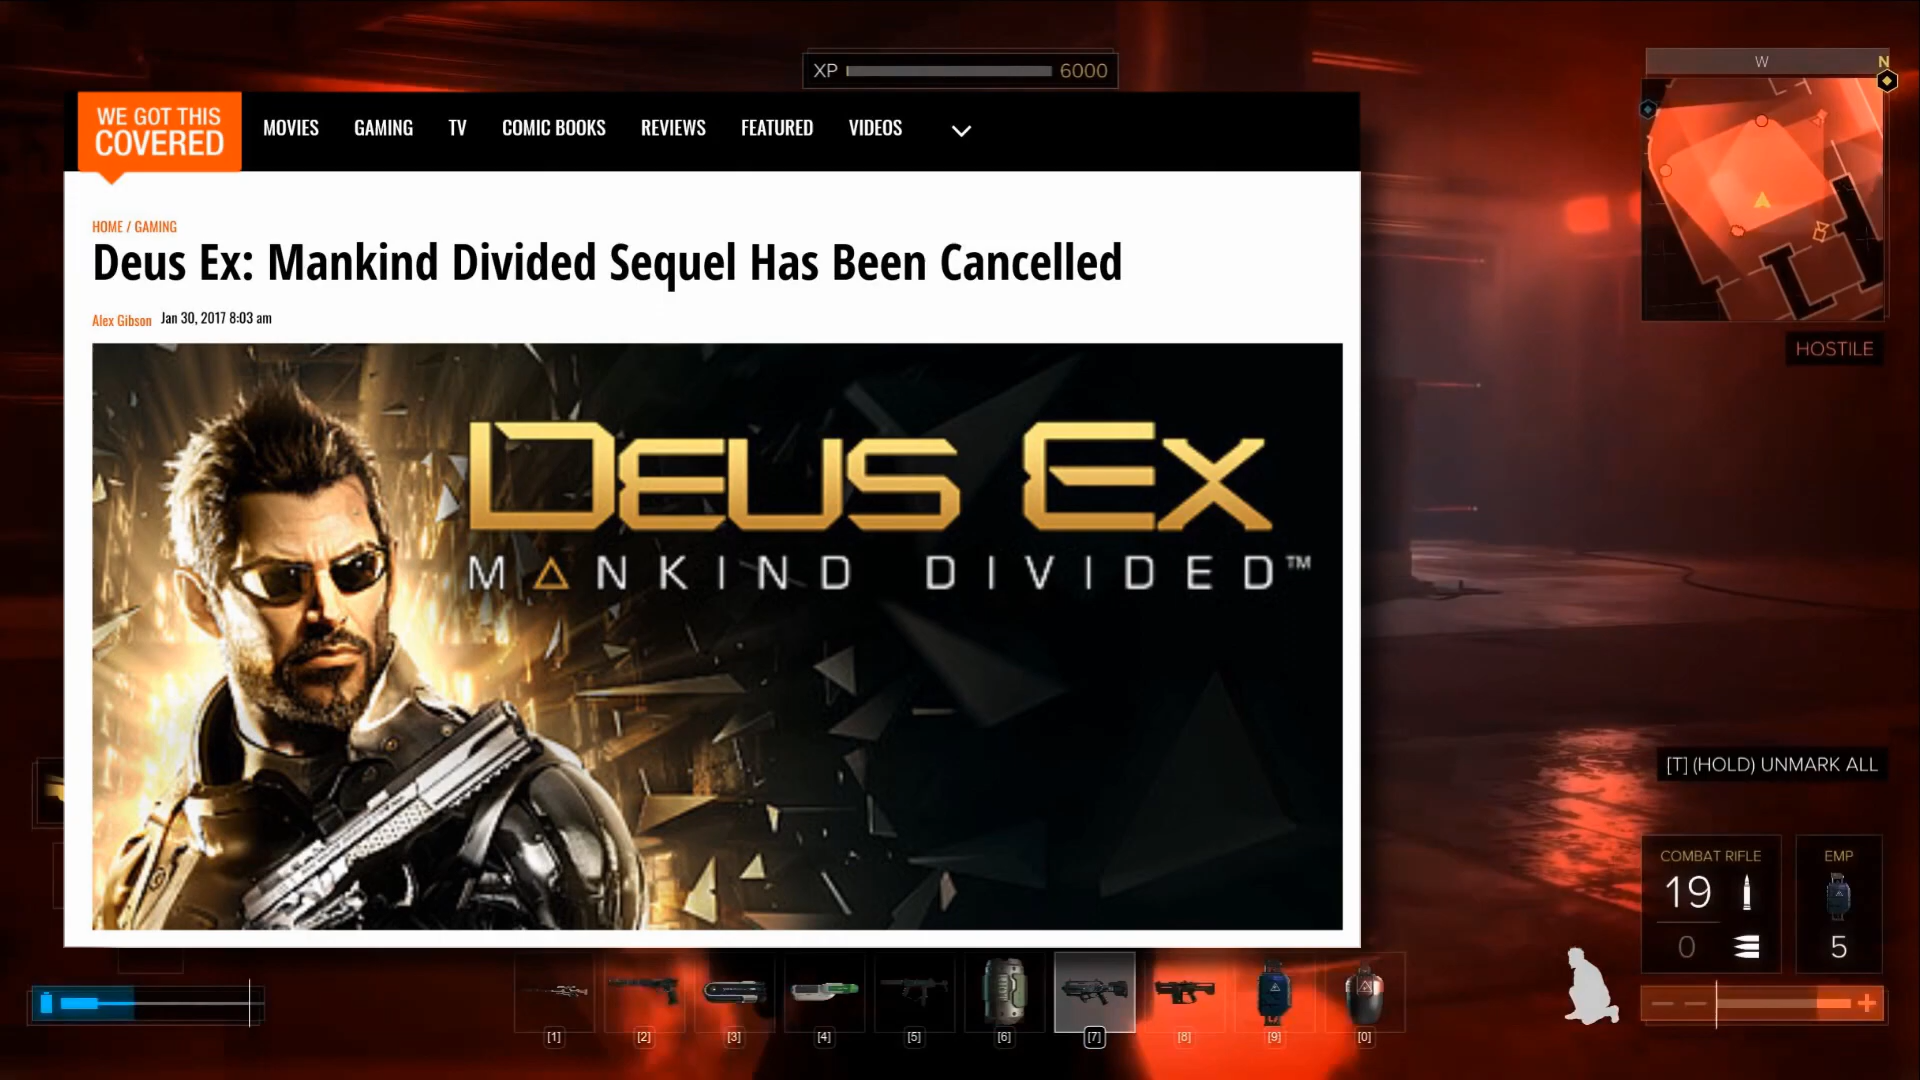 XP 6000
W N
WE GOT THIS
COVERED
MOVIES GAMING TV COMIC BOOKS REVIEWS FEATURED VIDEOS
HOME / GAMING
Deus Ex: Mankind Divided Sequel Has Been Cancelled
Alex Gibson Jan 30, 2017 8:03 am
DEUS EX
MANKIND DIVIDED™
HOSTILE
[T] (HOLD) UNMARK ALL
COMBAT RIFLE EMP
19
0 5
[1] [2] [3] [4] [5] [6] [7] [8] [9] [0]